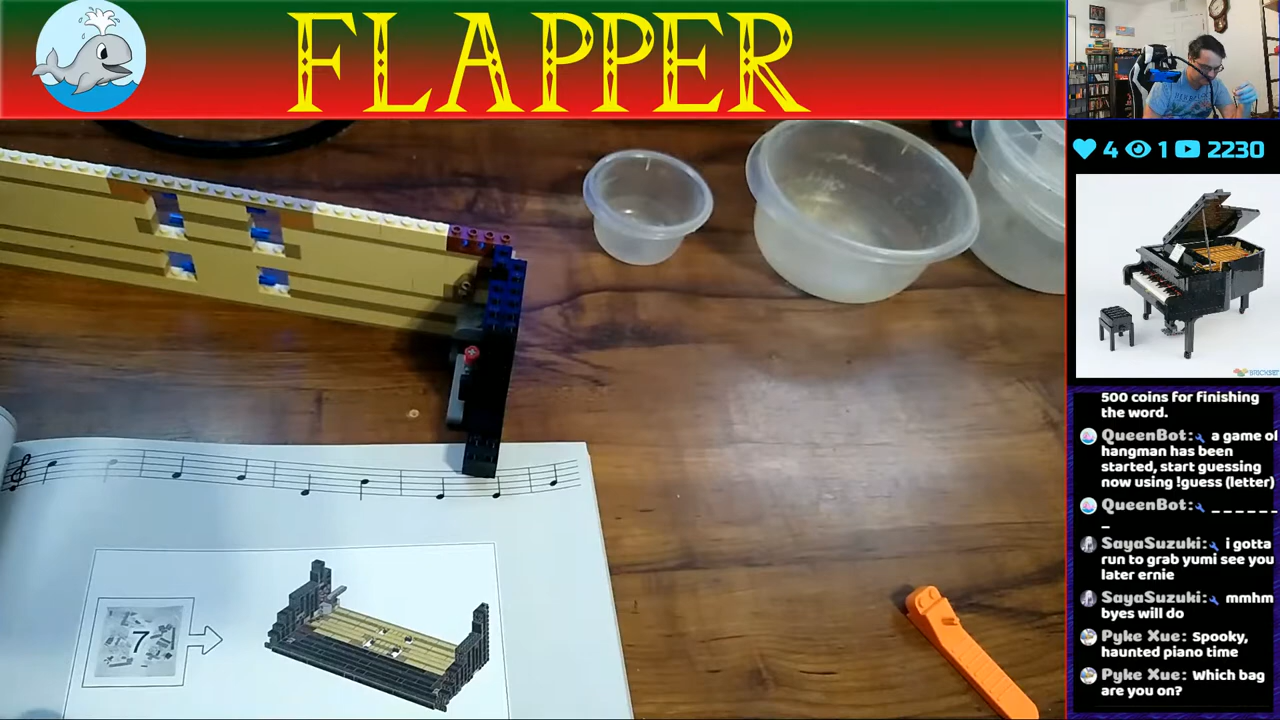 FLAPPER
4 1 2230
BRICKSET
500 coins for finishing
the word.
QueenBot: a game of
hangman has been
started, start guessing
now using !guess (letter)
QueenBot: _ _ _ _ _ _
_
SayaSuzuki: i gotta
run to grab yumi see you
later ernie
SayaSuzuki: mmhm
byes will do
Pyke Xue: Spooky,
haunted piano time
Pyke Xue: Which bag
are you on?
7